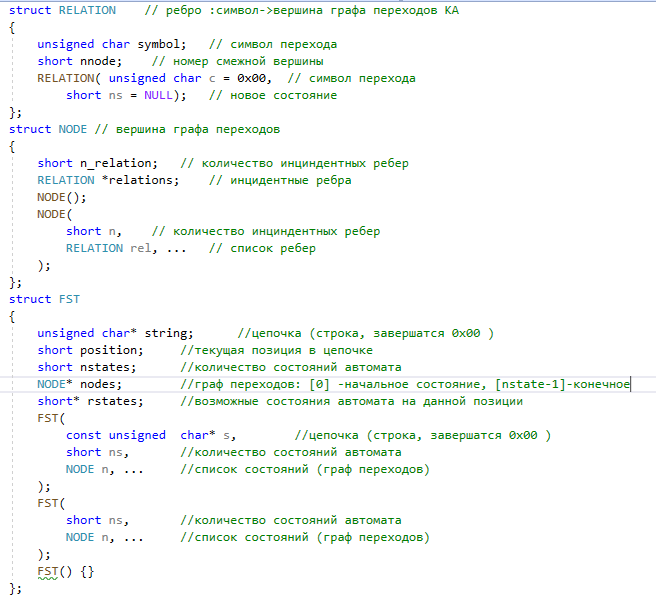 struct RELATION    // ребро :символ->вершина графа переходов КА
{
    unsigned char symbol;   // символ перехода
    short nnode;    // номер смежной вершины
    RELATION( unsigned char c = 0x00,  // символ перехода
        short ns = NULL);   // новое состояние
};
struct NODE // вершина графа переходов
{
    short n_relation;   // количество инциндентных ребер
    RELATION *relations;    // инцидентные ребра
    NODE();
    NODE(
        short n,    // количество инциндентных ребер
        RELATION rel, ...   // список ребер
    );
};
struct FST
{
    unsigned char* string;      //цепочка (строка, завершатся 0x00 )
    short position;     //текущая позиция в цепочке
    short nstates;      //количество состояний автомата
    NODE* nodes;        //граф переходов: [0] -начальное состояние, [nstate-1]-конечное
    short* rstates;     //возможные состояния автомата на данной позиции
    FST(
        const unsigned  char* s,        //цепочка (строка, завершатся 0x00 )
        short ns,       //количество состояний автомата
        NODE n, ...     //список состояний (граф переходов)
    );
    FST(
        short ns,       //количество состояний автомата
        NODE n, ...     //список состояний (граф переходов)
    );
    FST() {}
};